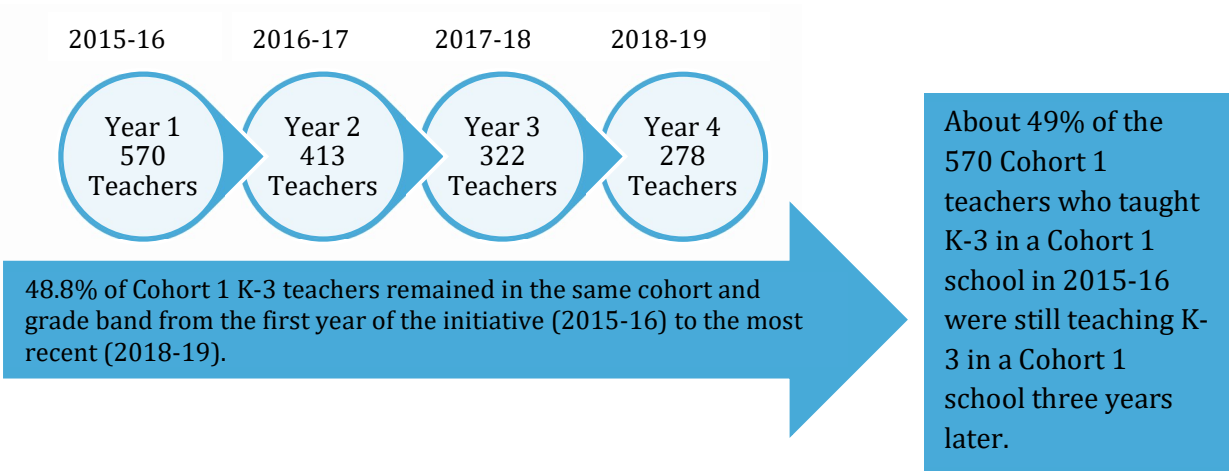 2015-16
2016-17
2017-18
2018-19
Year 1
570
Teachers
Year 2
413
Teachers
Year 3
322
Teachers
Year 4
278
Teachers
48.8% of Cohort 1 K-3 teachers remained in the same cohort and
grade band from the first year of the initiative (2015-16) to the most
recent (2018-19).
About 49% of the
570 Cohort 1
teachers who taught
K-3 in a Cohort 1
school in 2015-16
were still teaching K-
3 in a Cohort 1
school three years
later.